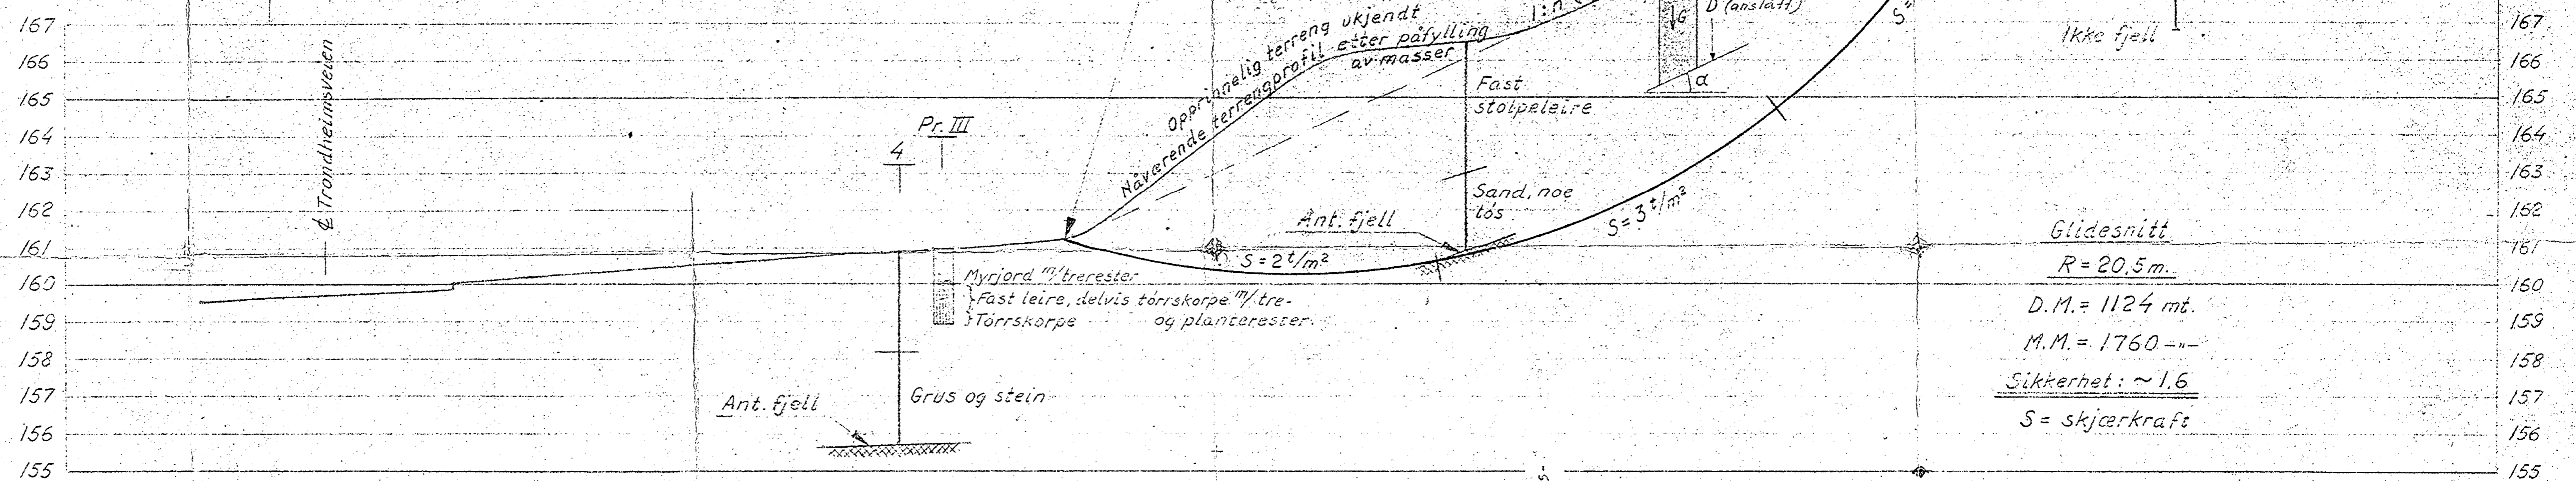 167
166
165
164
163
162
161
160
159
158
157
156
155
℄ Trondheimsveien
4
Pr. III
Opprinnelig terreng ukjendt
Nåværende terrengprofil etter påfylling
av masser
1:n
Fast
stolpeleire
Sand, noe
løs
Ant. fjell
S = 2 t/m²
S = 3 t/m²
G
D (anslått)
α
S
Ikke fjell
Myrjord m/trerester
Fast leire, delvis tørrskorpe m/ tre-
Tørrskorpe og planterester.
Grus og stein
Ant. fjell
Glidesnitt
R = 20,5 m.
D.M. = 1124 mt.
M.M. = 1760 -"-
Sikkerhet: ~ 1,6
S = skjærkraft
167
166
165
164
163
162
161
160
159
158
157
156
155